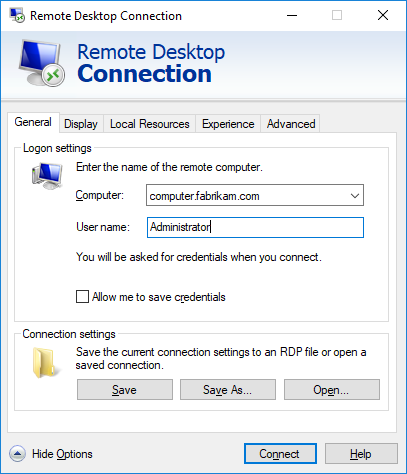 Remote Desktop Connection
Remote Desktop
Connection
General Display Local Resources Experience Advanced
Logon settings
Enter the name of the remote computer.
Computer: computer.fabrikam.com
User name: Administrator
You will be asked for credentials when you connect.
Allow me to save credentials
Connection settings
Save the current connection settings to an RDP file or open a
saved connection.
Save Save As... Open...
Hide Options Connect Help